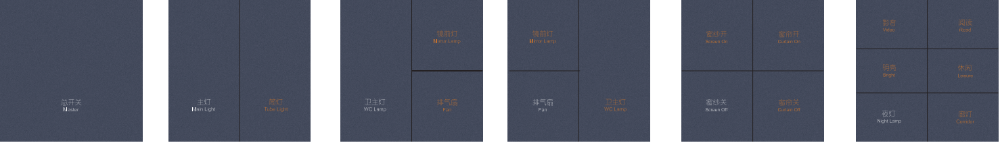 总开关
Master
主灯
Main Light
筒灯
Tube Light
镜前灯
Mirror Lamp
卫主灯
WC Lamp
排气扇
Fan
镜前灯
Mirror Lamp
排气扇
Fan
卫主灯
WC Lamp
窗纱开
Screen On
窗帘开
Curtain On
窗纱关
Screen Off
窗帘关
Curtain Off
影音
Video
阅读
Read
明亮
Bright
休闲
Leisure
夜灯
Night Lamp
廊灯
Corridor